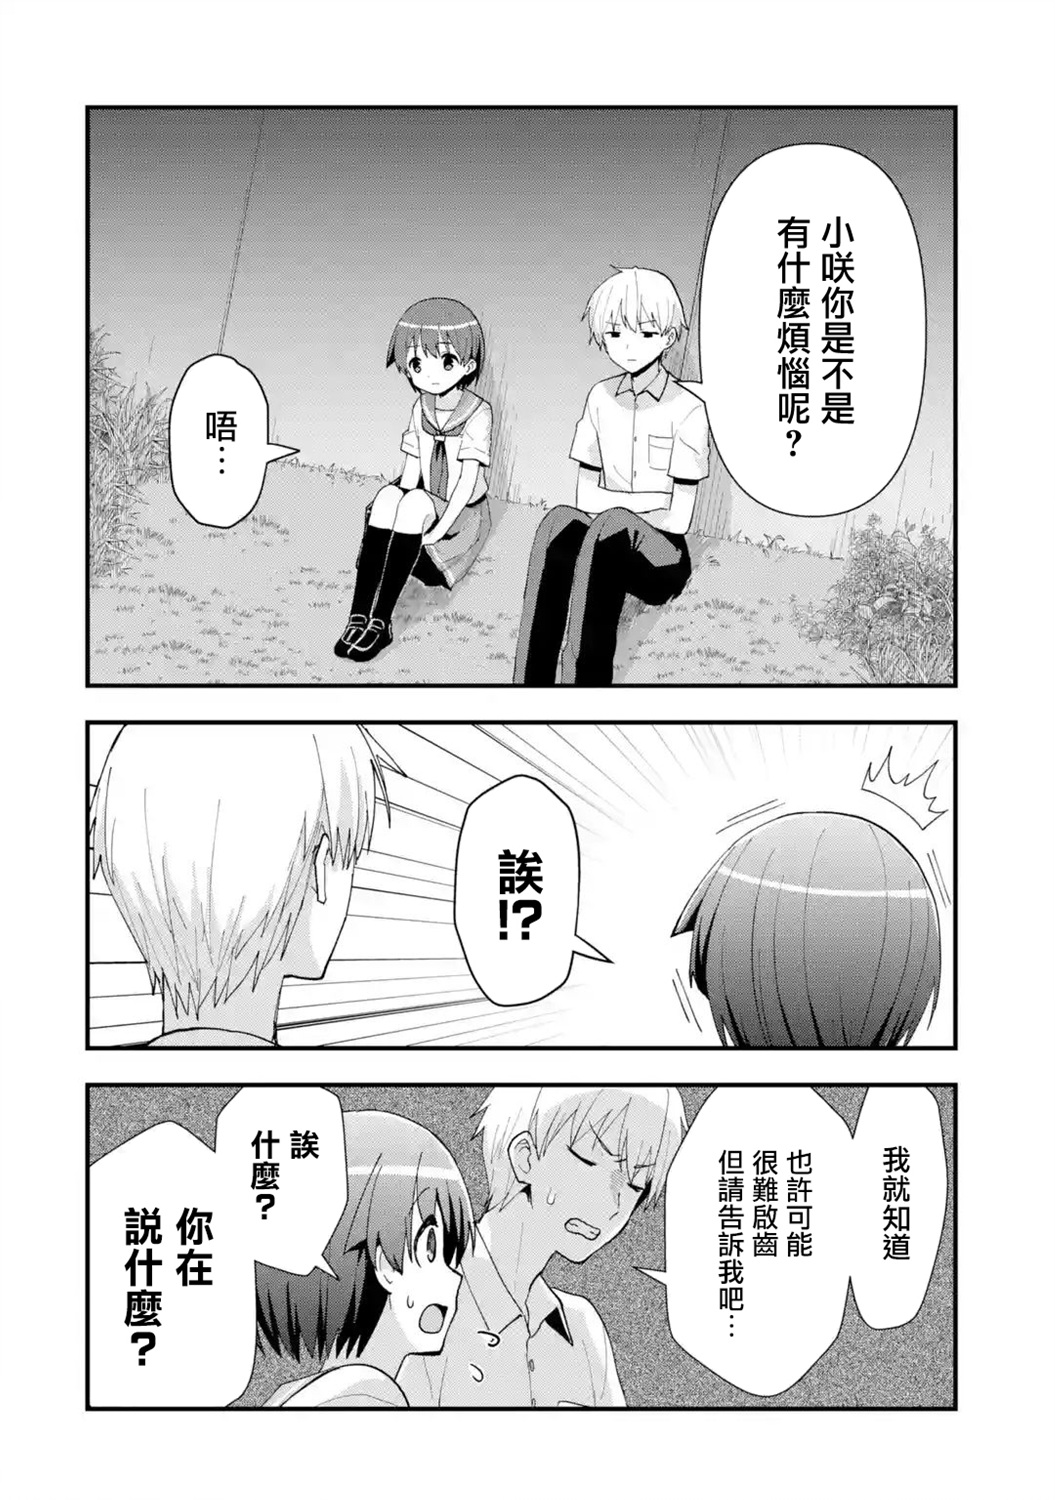 小咲你是不是
有什麼煩惱呢?
唔…
誒!?
我就知道
也許可能
很難啟齒
但請告訴我吧…
誒
什麼?
你在
說什麼?